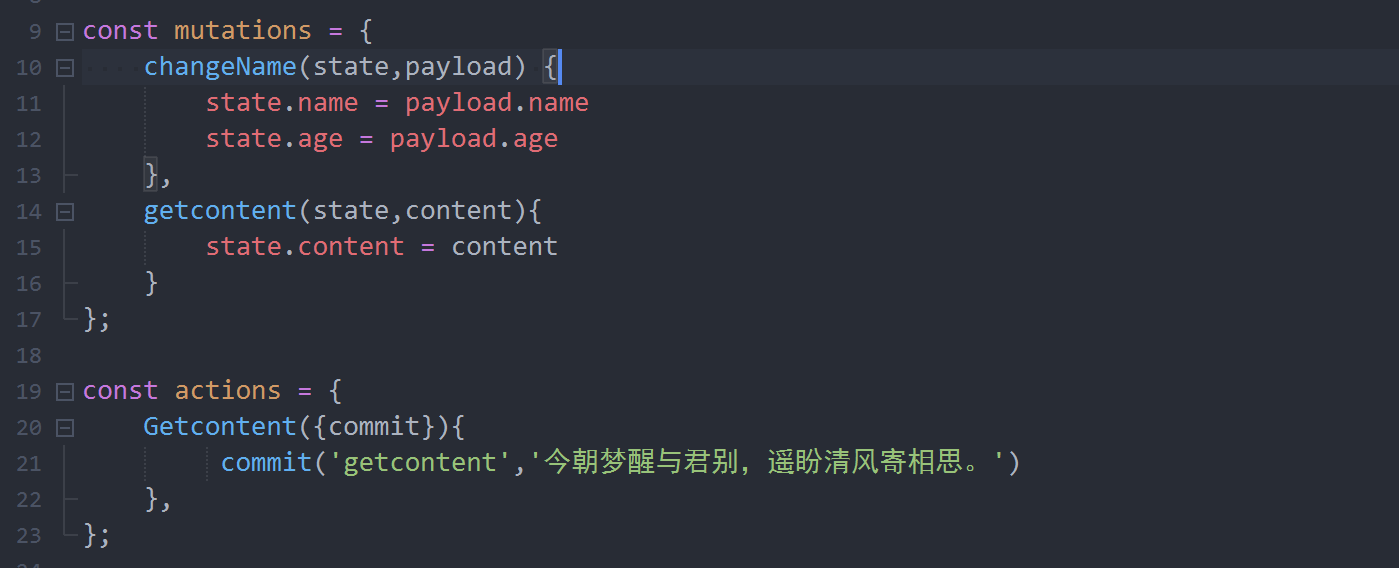 9 const mutations = {
10 changeName(state,payload) {
11 state.name = payload.name
12 state.age = payload.age
13 },
14 getcontent(state,content){
15 state.content = content
16 }
17 };
18
19 const actions = {
20 Getcontent({commit}){
21 commit('getcontent','今朝梦醒与君别，遥盼清风寄相思。')
22 },
23 };